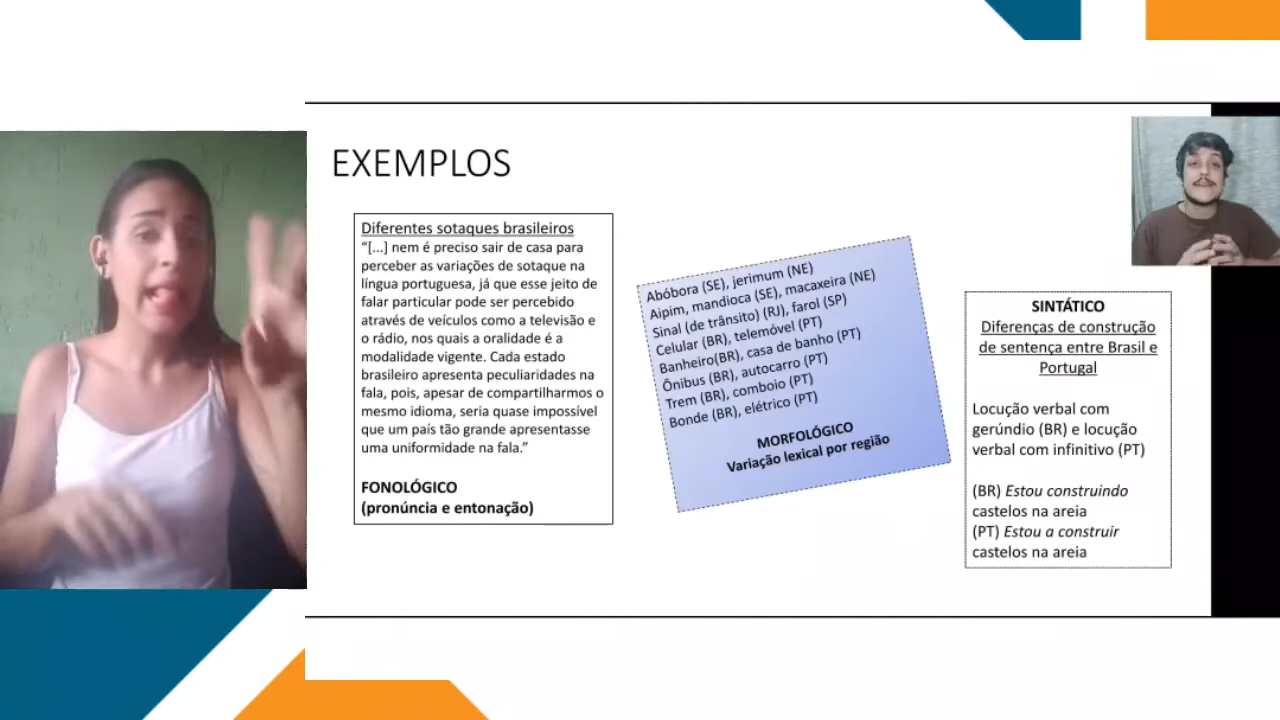 EXEMPLOS
Diferentes sotaques brasileiros
“[...] nem é preciso sair de casa para
perceber as variações de sotaque na
língua portuguesa, já que esse jeito de
falar particular pode ser percebido
através de veículos como a televisão e
o rádio, nos quais a oralidade é a
modalidade vigente. Cada estado
brasileiro apresenta peculiaridades na
fala, pois, apesar de compartilharmos o
mesmo idioma, seria quase impossível
que um país tão grande apresentasse
uma uniformidade na fala.”
FONOLÓGICO
(pronúncia e entonação)
Abóbora (SE), jerimum (NE)
Aipim, mandioca (SE), macaxeira (NE)
Sinal (de trânsito) (RJ), farol (SP)
Celular (BR), telemóvel (PT)
Banheiro(BR), casa de banho (PT)
Ônibus (BR), autocarro (PT)
Trem (BR), comboio (PT)
Bonde (BR), elétrico (PT)
MORFOLÓGICO
Variação lexical por região
SINTÁTICO
Diferenças de construção
de sentença entre Brasil e
Portugal
Locução verbal com
gerúndio (BR) e locução
verbal com infinitivo (PT)
(BR) Estou construindo
castelos na areia
(PT) Estou a construir
castelos na areia